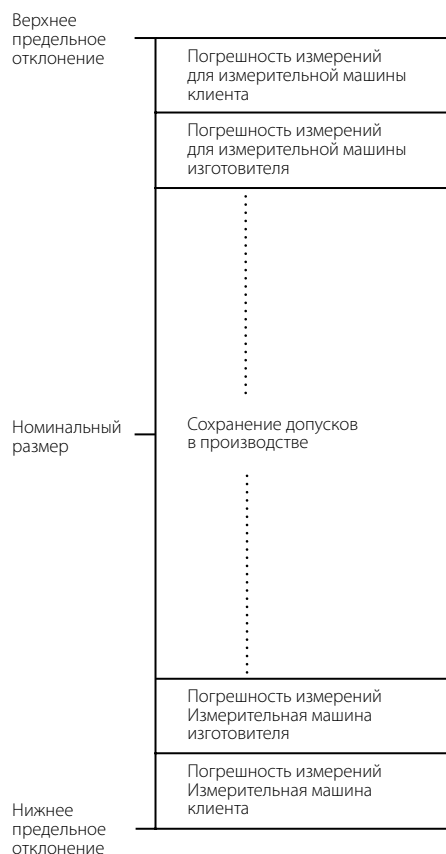 Верхнее
предельное
отклонение
Погрешность измерений
для измерительной машины
клиента
Погрешность измерений
для измерительной машины
изготовителя
Номинальный
размер
Сохранение допусков
в производстве
Погрешность измерений
Измерительная машина
изготовителя
Погрешность измерений
Измерительная машина
клиента
Нижнее
предельное
отклонение